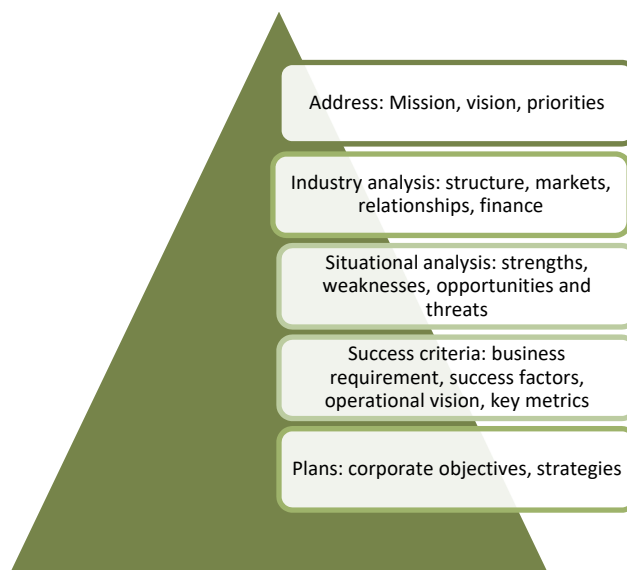 Address: Mission, vision, priorities
Industry analysis: structure, markets,
relationships, finance
Situational analysis: strengths,
weaknesses, opportunities and
threats
Success criteria: business
requirement, success factors,
operational vision, key metrics
Plans: corporate objectives, strategies